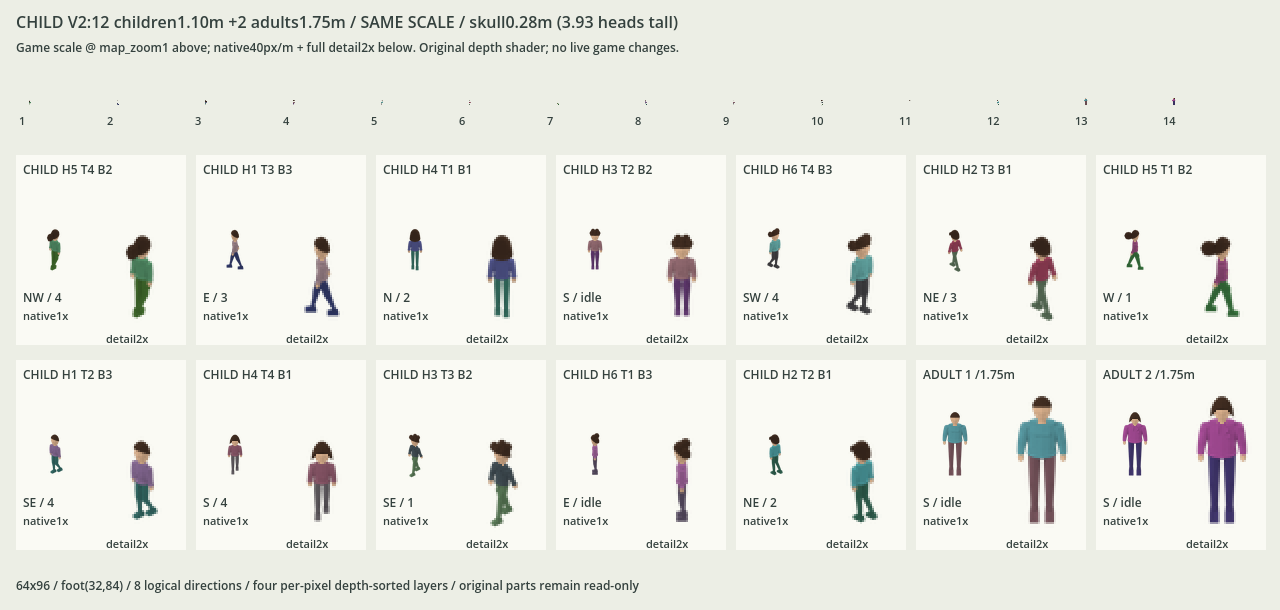 CHILD V2:12 children1.10m +2 adults1.75m / SAME SCALE / skull0.28m (3.93 heads tall)
Game scale @ map_zoom1 above; native40px/m + full detail2x below. Original depth shader; no live game changes.
1 2 3 4 5 6 7 8 9 10 11 12 13 14
CHILD H5 T4 B2 CHILD H1 T3 B3 CHILD H4 T1 B1 CHILD H3 T2 B2 CHILD H6 T4 B3 CHILD H2 T3 B1 CHILD H5 T1 B2
NW / 4 E / 3 N / 2 S / idle SW / 4 NE / 3 W / 1
native1x native1x native1x native1x native1x native1x native1x
detail2x detail2x detail2x detail2x detail2x detail2x detail2x
CHILD H1 T2 B3 CHILD H4 T4 B1 CHILD H3 T3 B2 CHILD H6 T1 B3 CHILD H2 T2 B1 ADULT 1 /1.75m ADULT 2 /1.75m
SE / 4 S / 4 SE / 1 E / idle NE / 2 S / idle S / idle
native1x native1x native1x native1x native1x native1x native1x
detail2x detail2x detail2x detail2x detail2x detail2x detail2x
64x96 / foot(32,84) / 8 logical directions / four per-pixel depth-sorted layers / original parts remain read-only